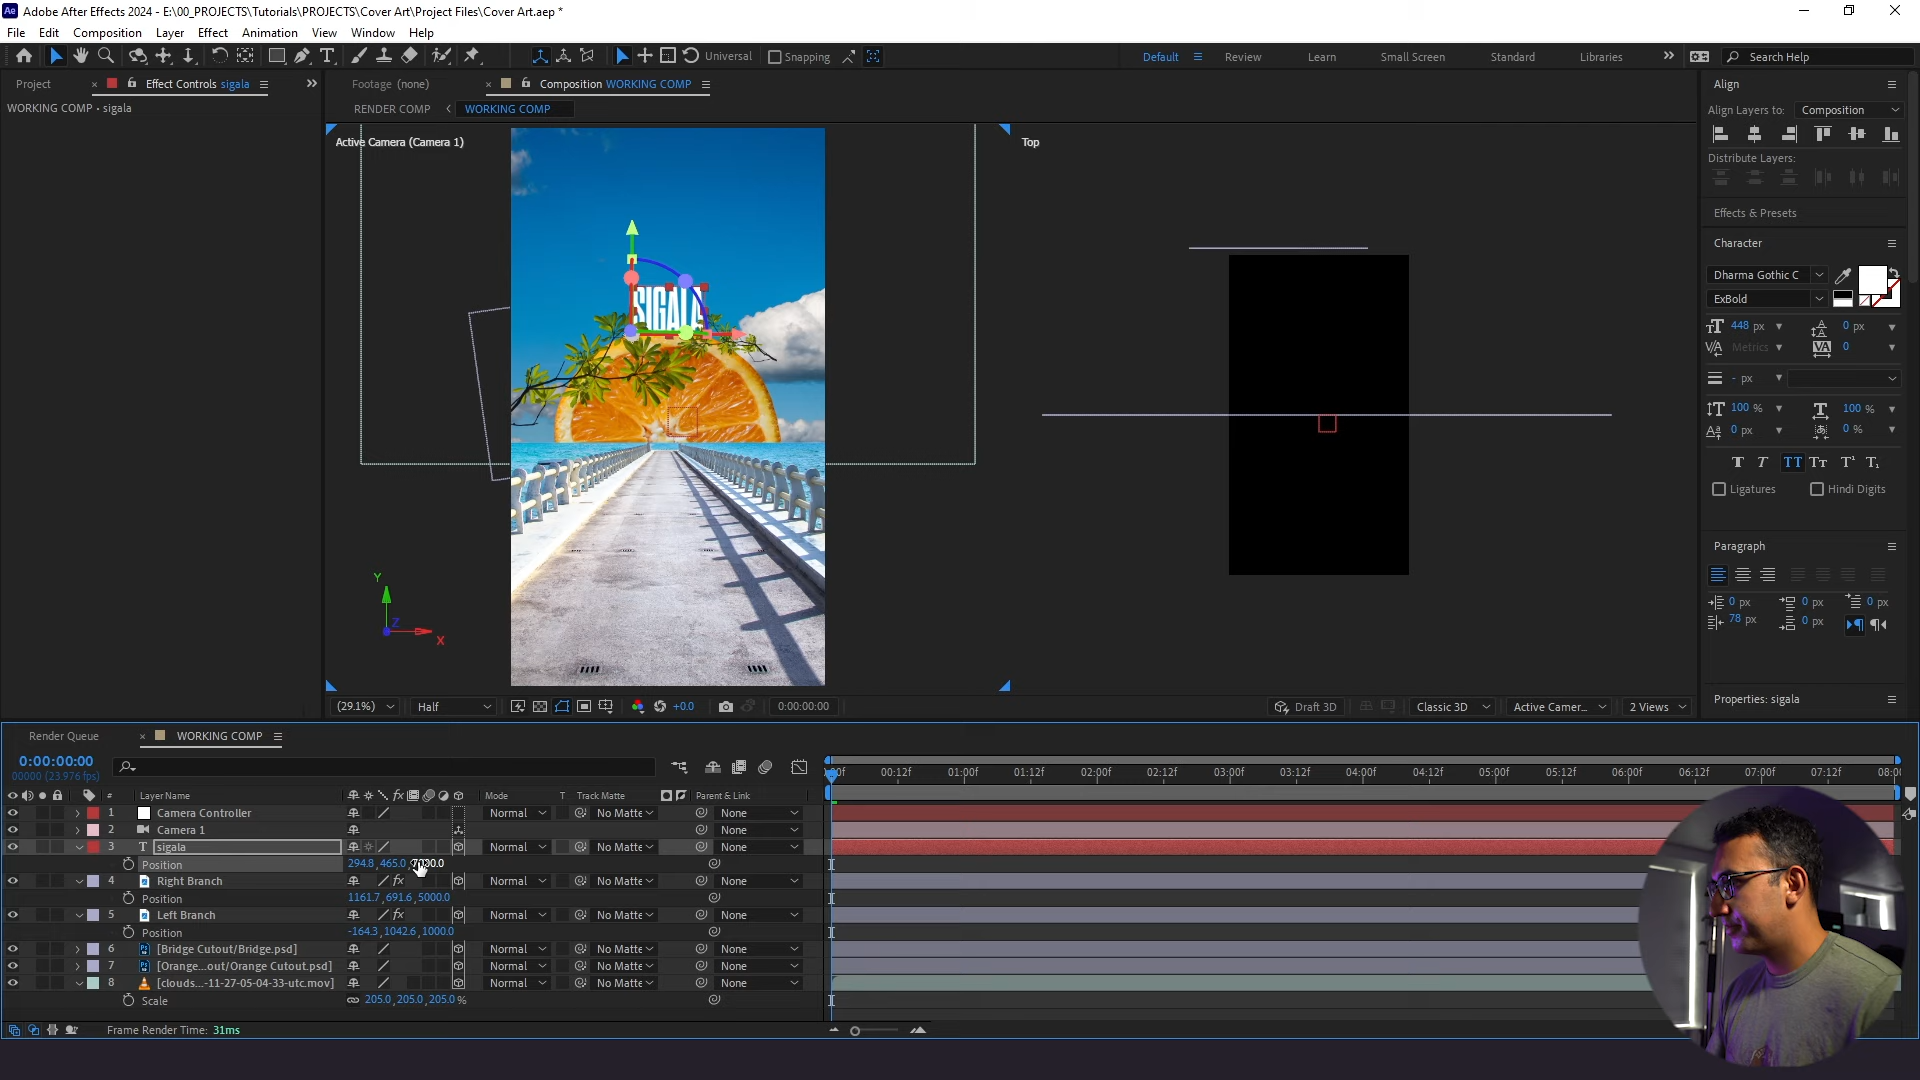 Ae Adobe After Effects 2024 - E:\00_PROJECTS\Tutorials\PROJECTS\Cover Art\Project Files\Cover Art.aep *
File Edit Composition Layer Effect Animation View Window Help
Universal Snapping Default Review Learn Small Screen Standard Libraries Search Help
Project Effect Controls sigala Footage (none) Composition WORKING COMP Align
WORKING COMP • sigala
RENDER COMP WORKING COMP
Align Layers to: Composition
Active Camera (Camera 1)
Top
Distribute Layers:
Effects & Presets
Character
Dharma Gothic C
ExBold
SIGALA
448 px 0 px
Metrics 0
- px
100 % 100 %
0 px 0 %
T T TT Tr T¹ T₁
Ligatures Hindi Digits
Paragraph
0 px 0 px 0 px
78 px 0 px
Y
Z
X
Properties: sigala
(29.1%) Half +0.0 0:00:00:00 Draft 3D Classic 3D Active Camer... 2 Views
Render Queue WORKING COMP
0:00:00:00
00000 (23.976 fps)
:00f 00:12f 01:00f 01:12f 02:00f 02:12f 03:00f 03:12f 04:00f 04:12f 05:00f 05:12f 06:00f 06:12f 07:00f 07:12f 08:00
# Layer Name Mode T Track Matte Parent & Link
1 Camera Controller Normal No Matte None
2 Camera 1 None
3 T sigala Normal No Matte None
Position 294.8, 465.0,
4 Right Branch Normal No Matte None
Position 1161.7, 691.6, 5000.0
5 Left Branch Normal No Matte None
Position -164.3, 1042.6, 1000.0
6 [Bridge Cutout/Bridge.psd] Normal No Matte None
7 [Orange...out/Orange Cutout.psd] Normal No Matte None
8 [clouds...-11-27-05-04-33-utc.mov] Normal No Matte None
Scale 205.0, 205.0, 205.0 %
Frame Render Time: 31ms